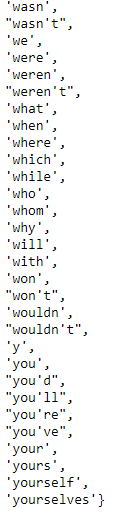 'wasn',
"wasn't",
'we',
'were',
'weren',
"weren't",
'what',
'when',
'where',
'which',
'while',
'who',
'whom',
'why',
'will',
'with',
'won',
"won't",
'wouldn',
"wouldn't",
'y',
'you',
"you'd",
"you'll",
"you're",
"you've",
'your',
'yours',
'yourself',
'yourselves'}